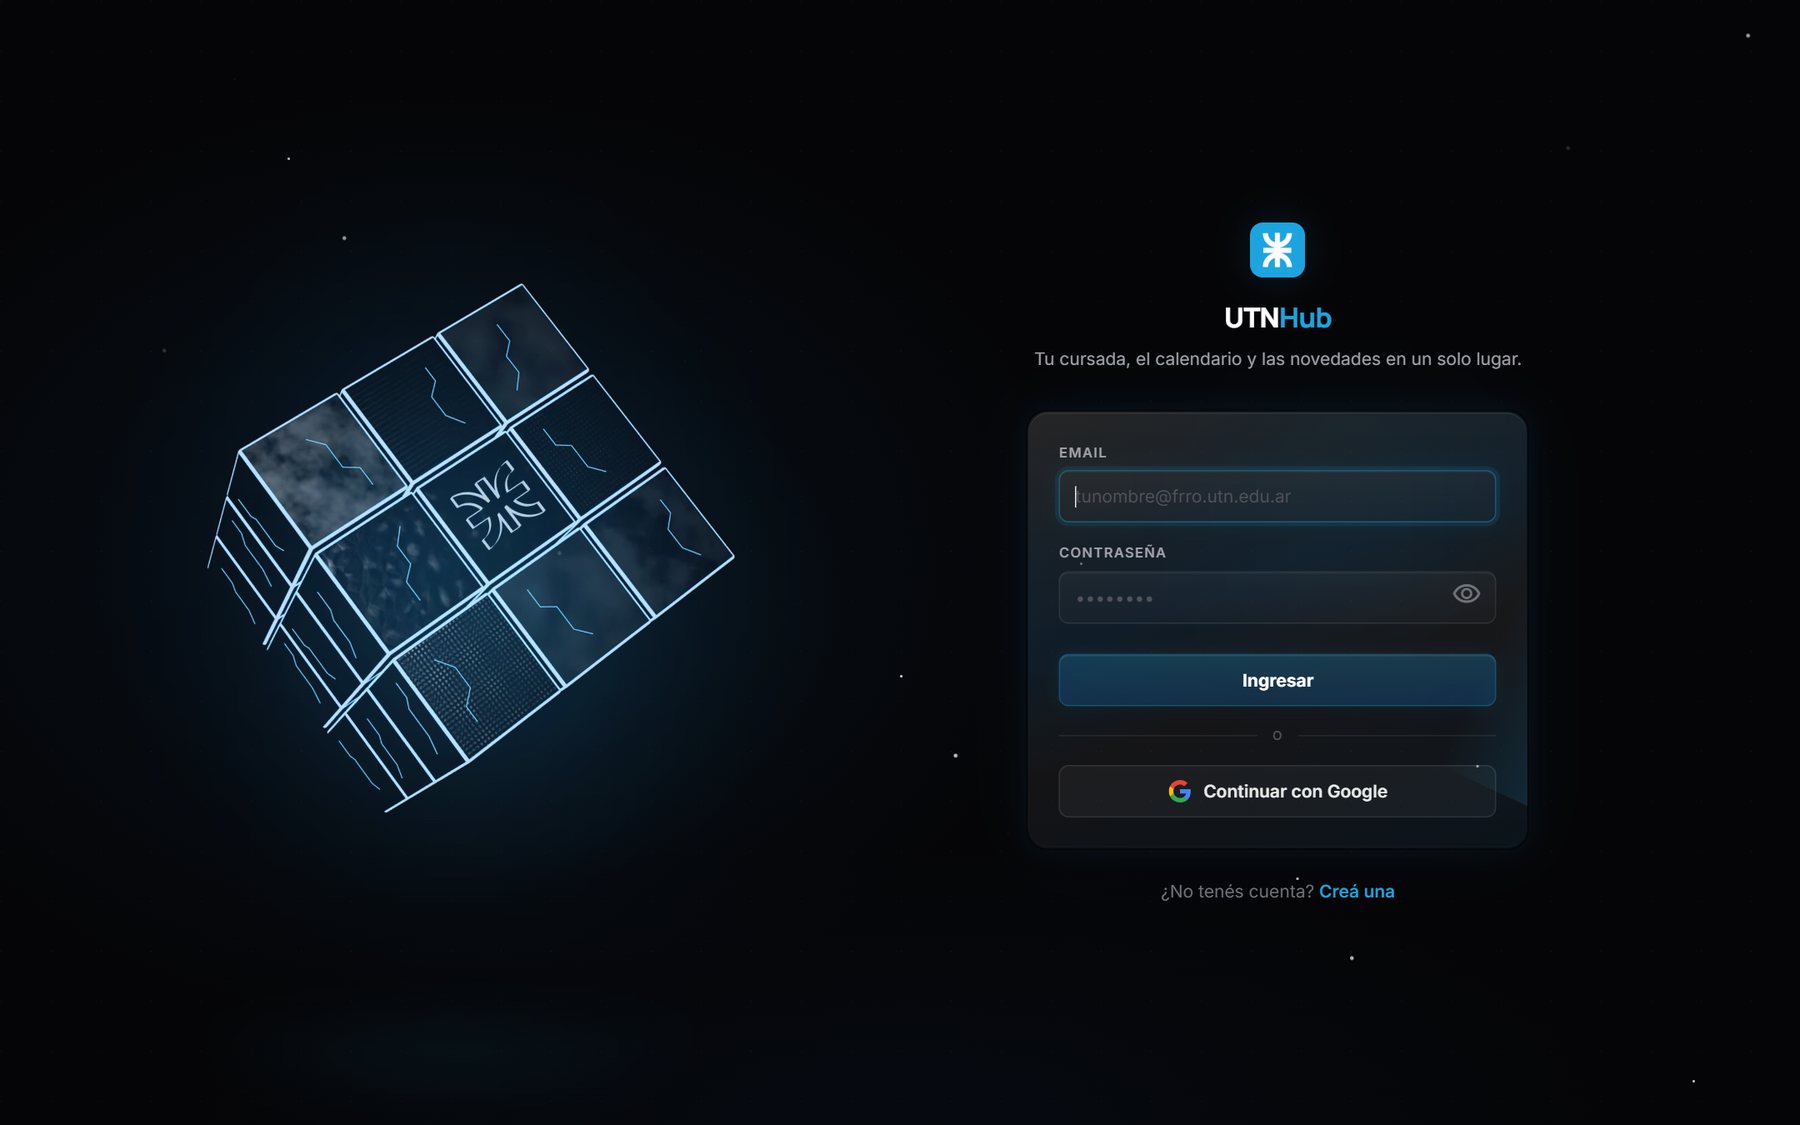 UTNHub
Tu cursada, el calendario y las novedades en un solo lugar.
EMAIL
tunombre@frro.utn.edu.ar
CONTRASEÑA
••••••••
Ingresar
O
Continuar con Google
¿No tenés cuenta? Creá una